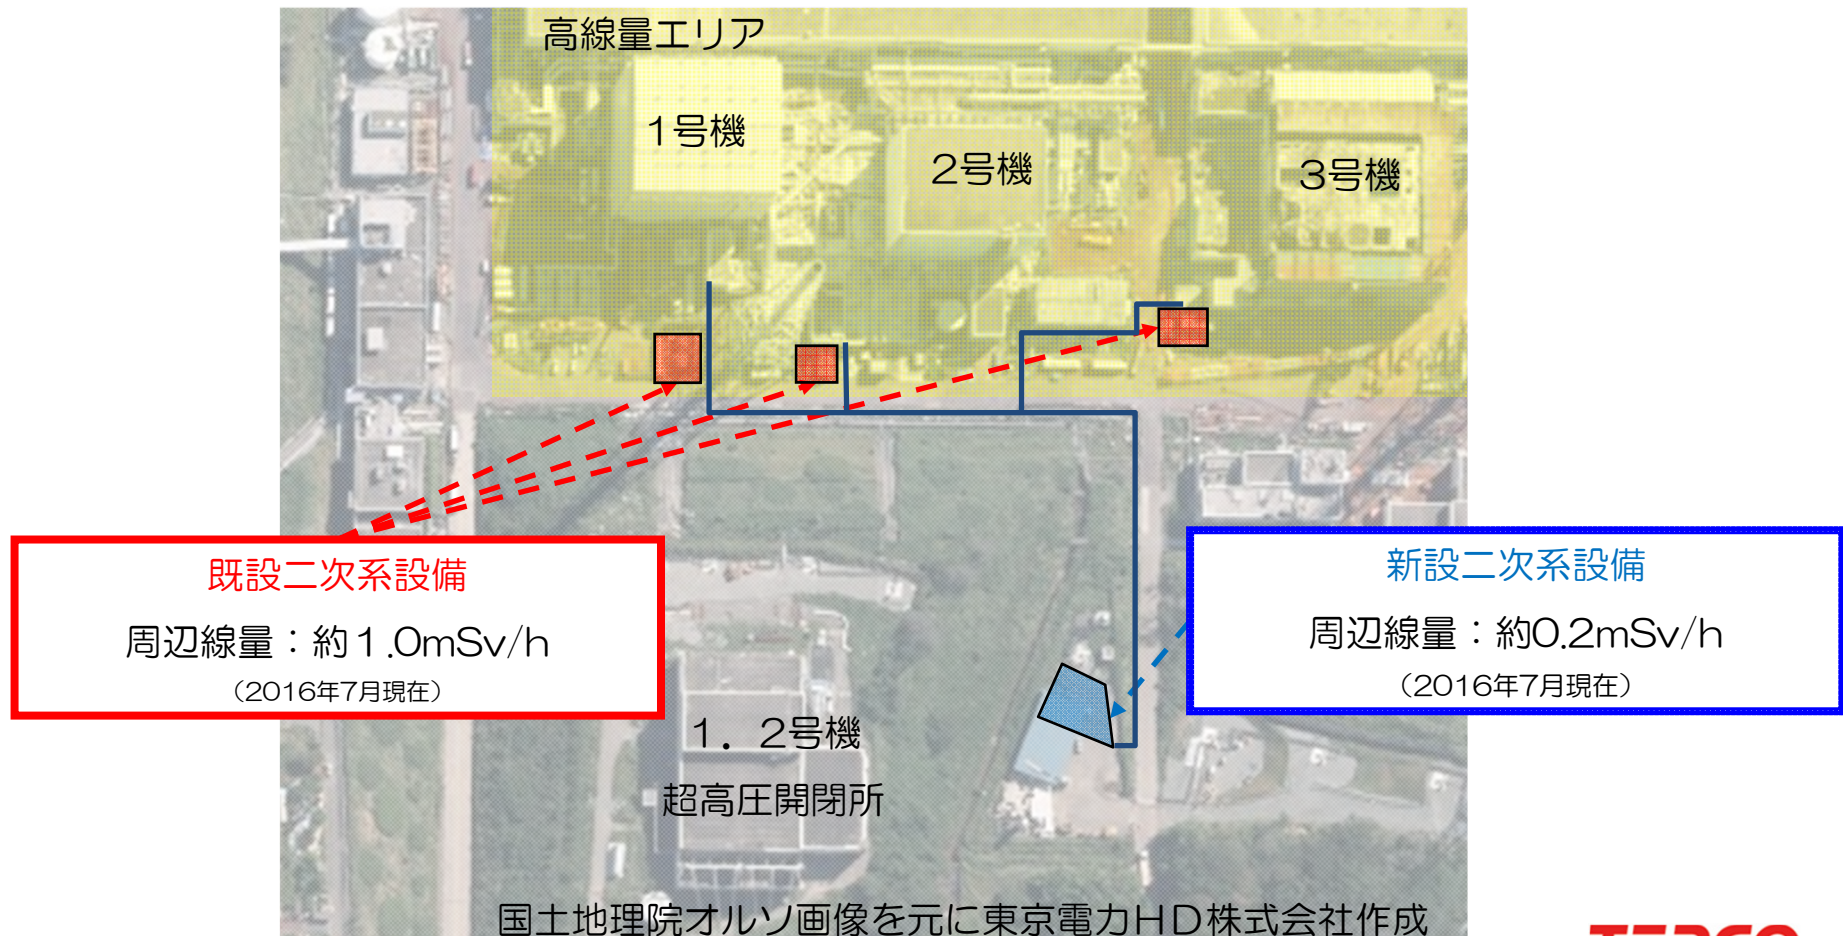 高線量エリア
1号機
2号機
3号機
既設二次系設備
周辺線量：約１.0mSv/h
（2016年7月現在）
新設二次系設備
周辺線量：約0.2mSv/h
（2016年7月現在）
１．２号機
超高圧開閉所
国土地理院オルソ画像を元に東京電力ＨＤ株式会社作成
TEPCO